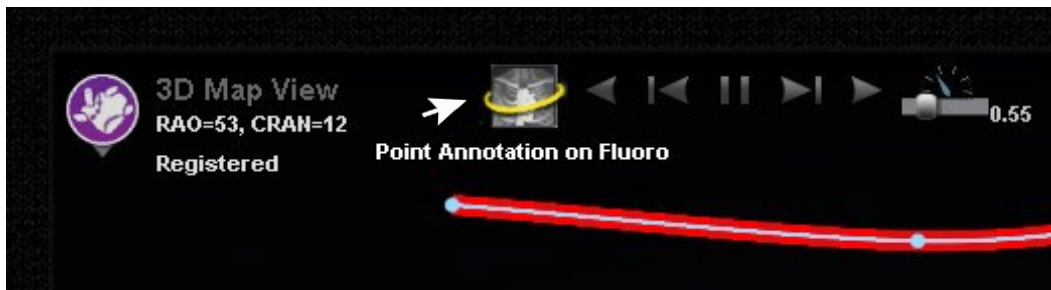 3D Map View
RAO=53, CRAN=12
Registered
Point Annotation on Fluoro
0.55